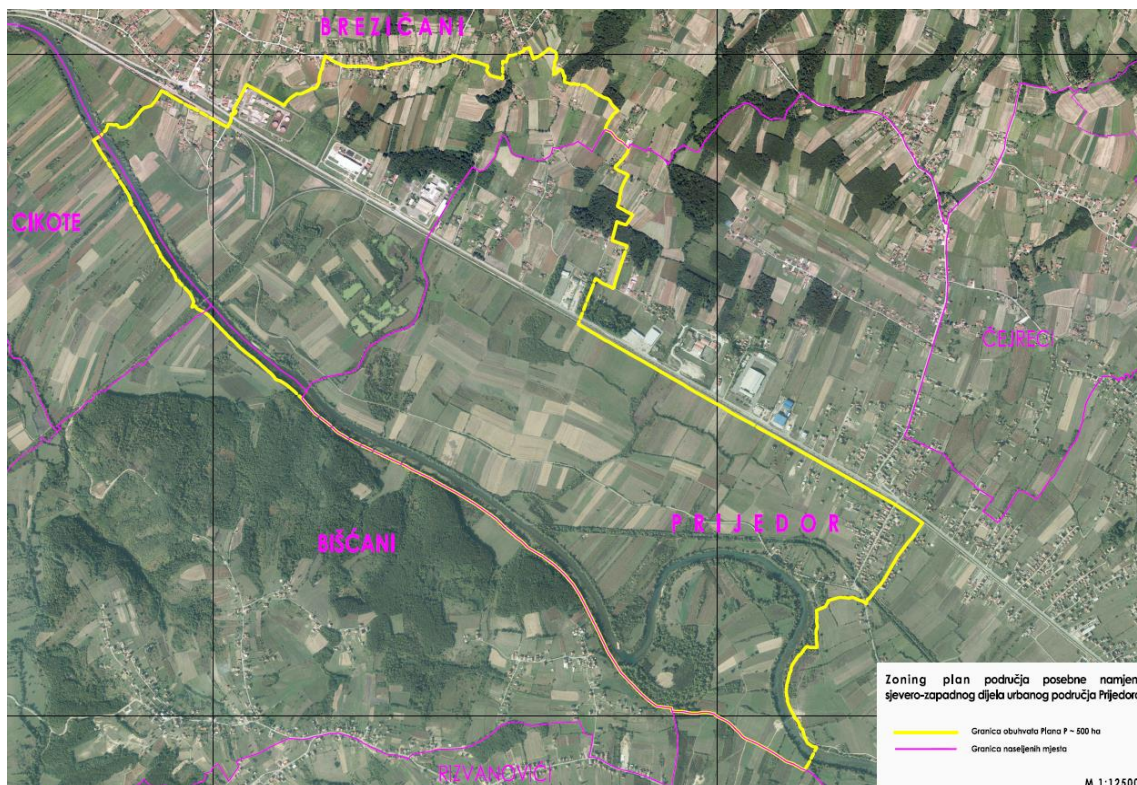 BREZIČANI
CIKOTE
ČEJRECI
PRIJEDOR
BIŠĆANI
RIZVANOVIĆI
Zoning plan područja posebne namjen
sjevero-zapadnog dijela urbanog područja Prijedora
Granica obuhvata Plana P ~ 500 ha
Granica naseljenih mjesta
M 1:12500